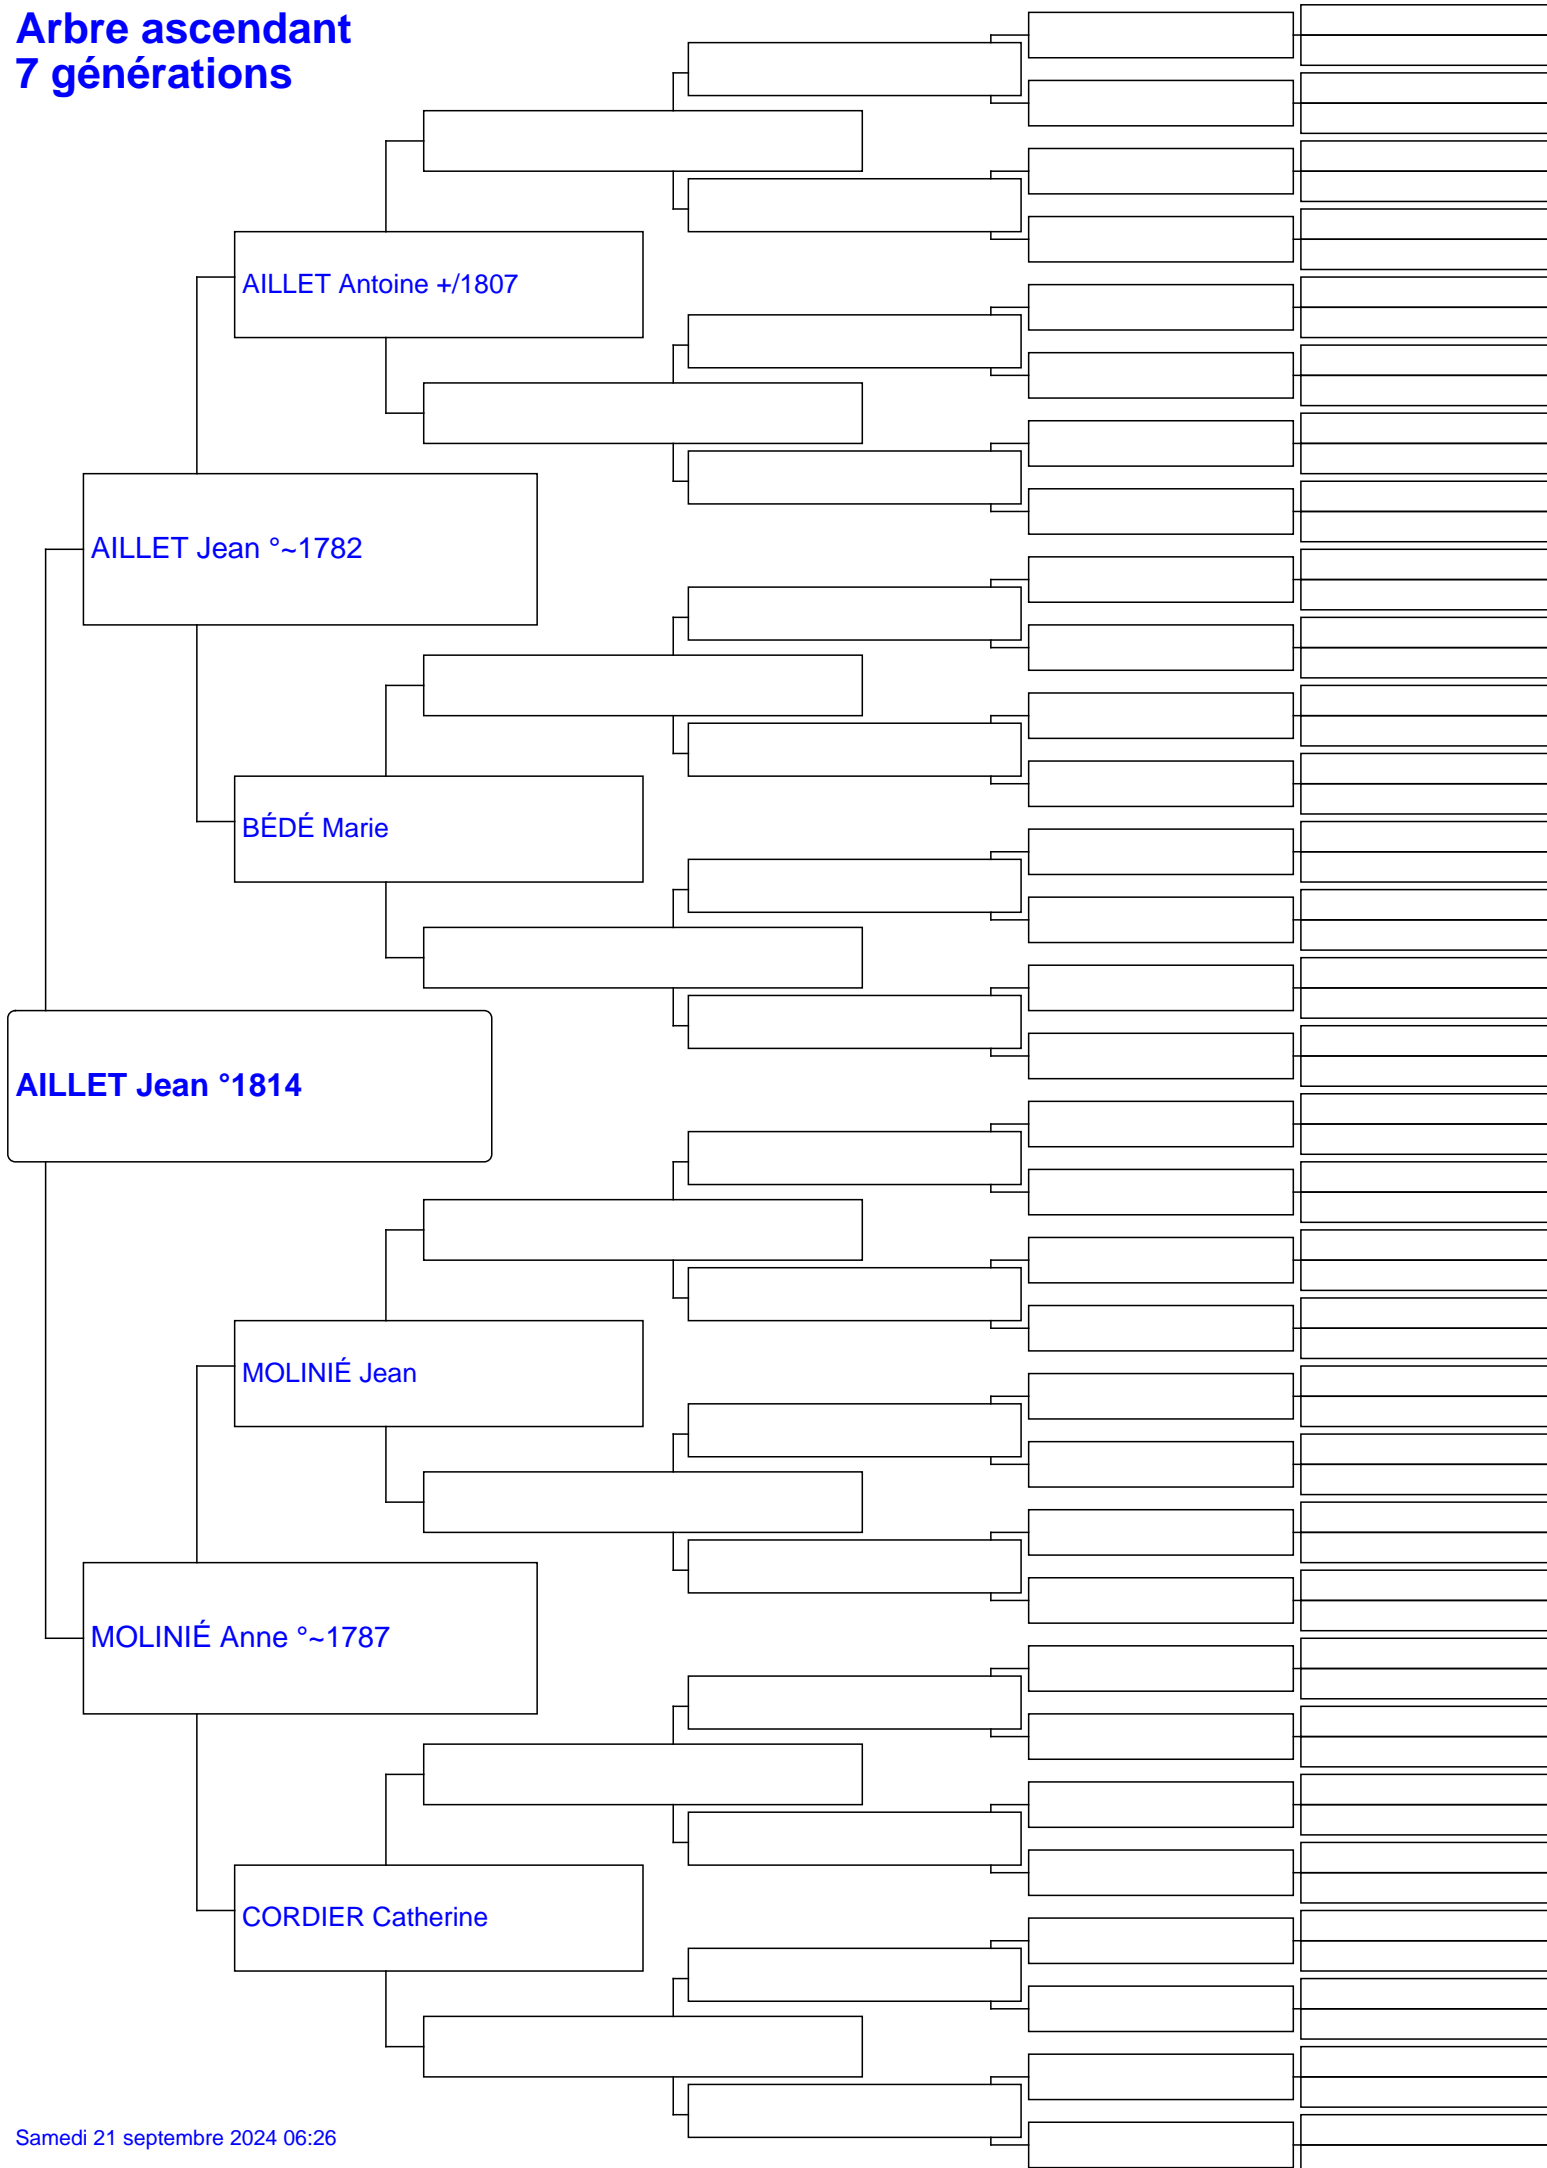 Arbre ascendant
7 générations
AILLET Antoine +/1807
AILLET Jean °~1782
BÉDÉ Marie
AILLET Jean °1814
MOLINIÉ Jean
MOLINIÉ Anne °~1787
CORDIER Catherine
Samedi 21 septembre 2024 06:26